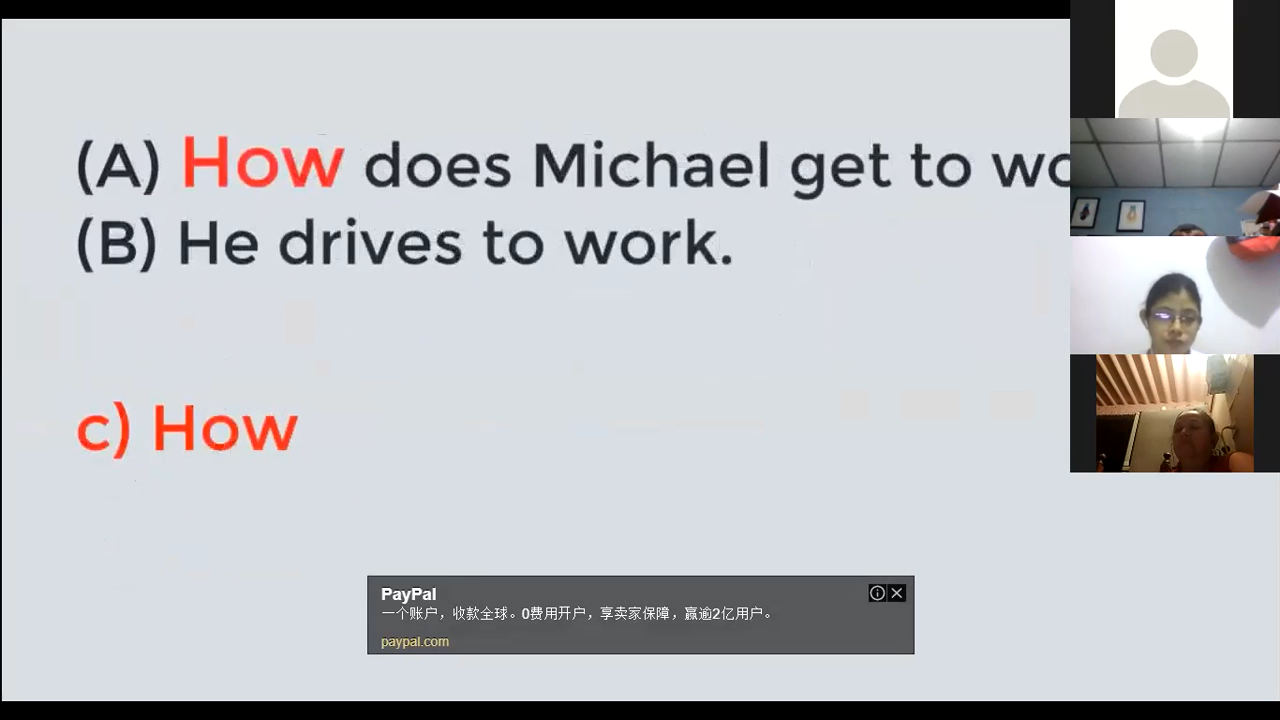 (A) How does Michael get to wo
(B) He drives to work.
c) How
PayPal
一个账户，收款全球。0费用开户，享卖家保障，赢逾2亿用户。
paypal.com